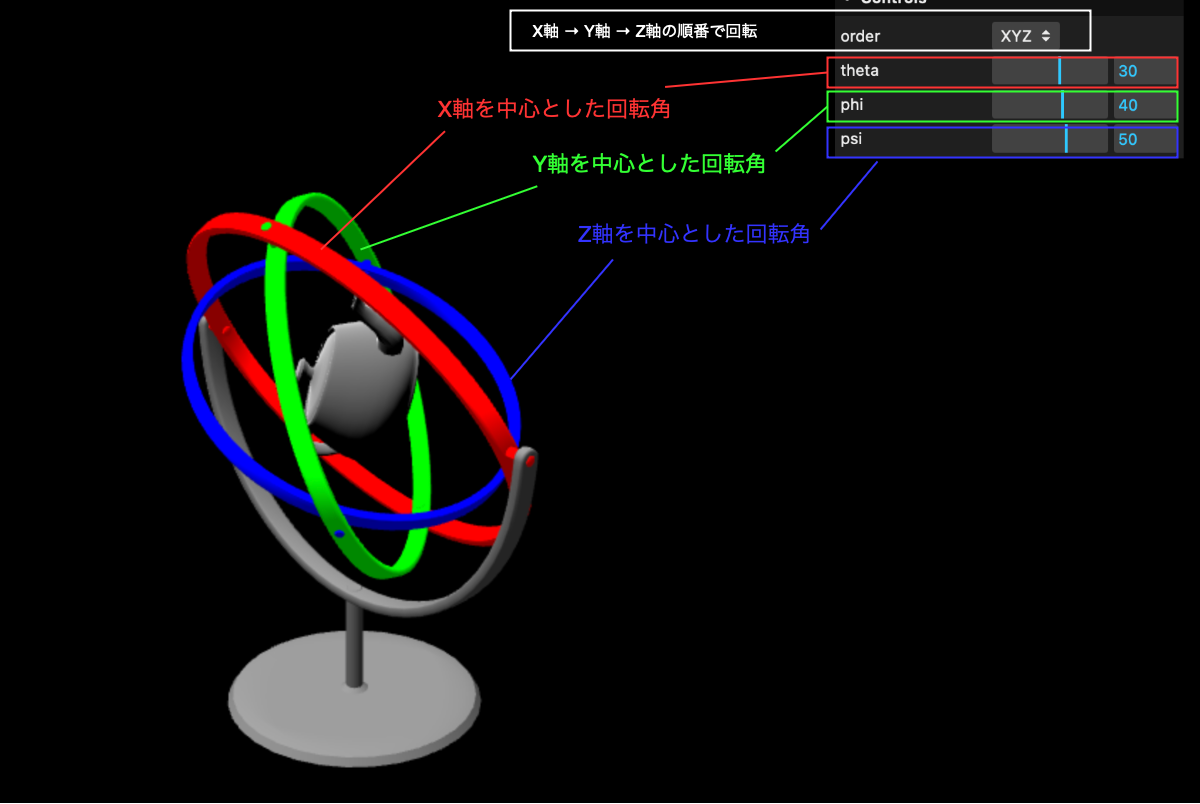 Controls
X軸 → Y軸 → Z軸の順番で回転
order XYZ
theta 30
X軸を中心とした回転角
phi 40
Y軸を中心とした回転角
psi 50
Z軸を中心とした回転角